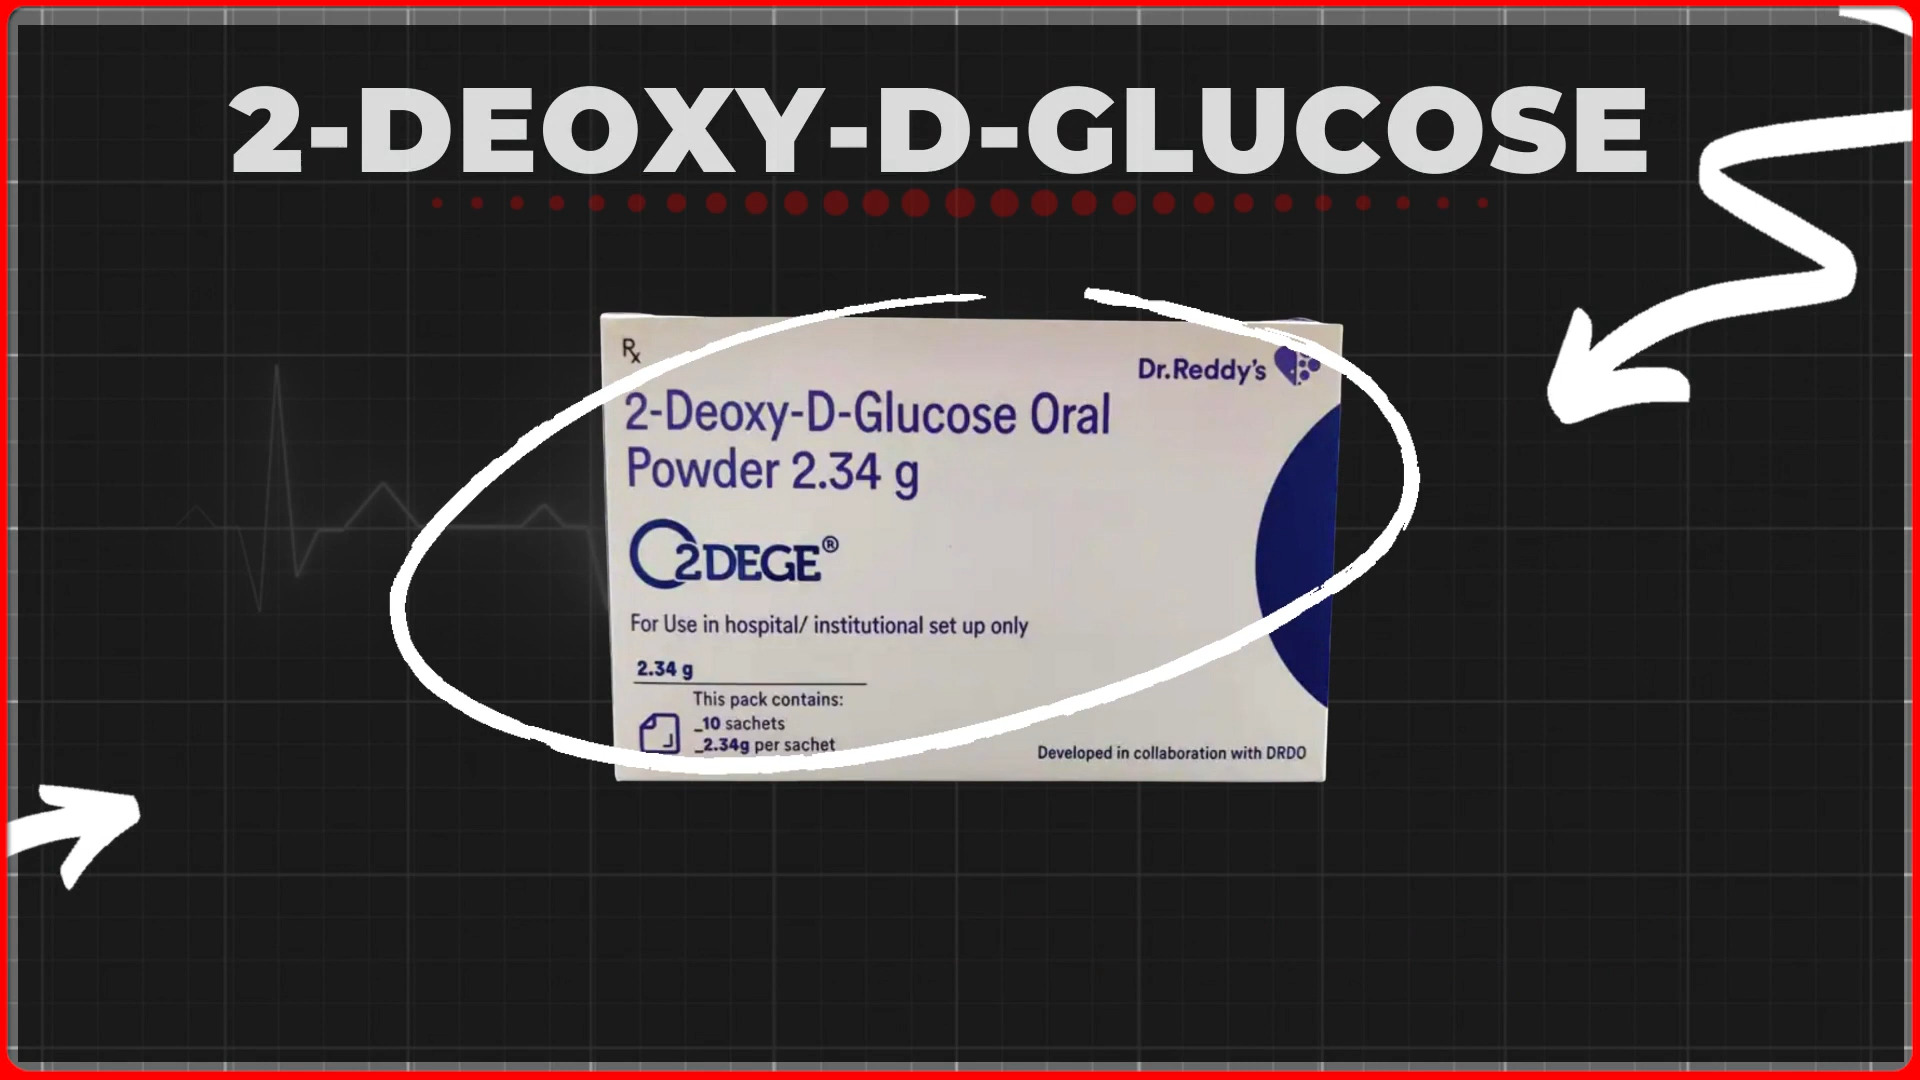 2-DEOXY-D-GLUCOSE
Rx
Dr.Reddy's
2-Deoxy-D-Glucose Oral
Powder 2.34 g
2DEGE®
For Use in hospital/ institutional set up only
2.34 g
This pack contains:
_10 sachets
_2.34g per sachet
Developed in collaboration with DRDO